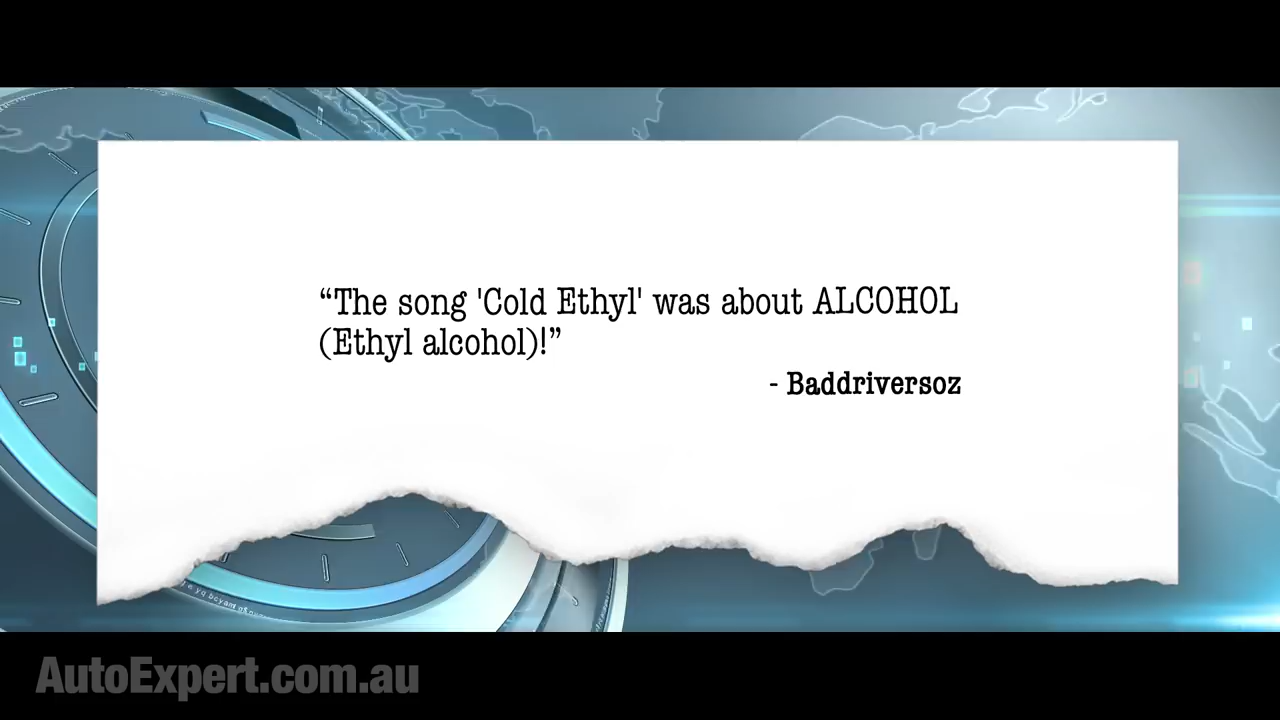 “The song 'Cold Ethyl' was about ALCOHOL
(Ethyl alcohol)!”
- Baddriversoz
AutoExpert.com.au